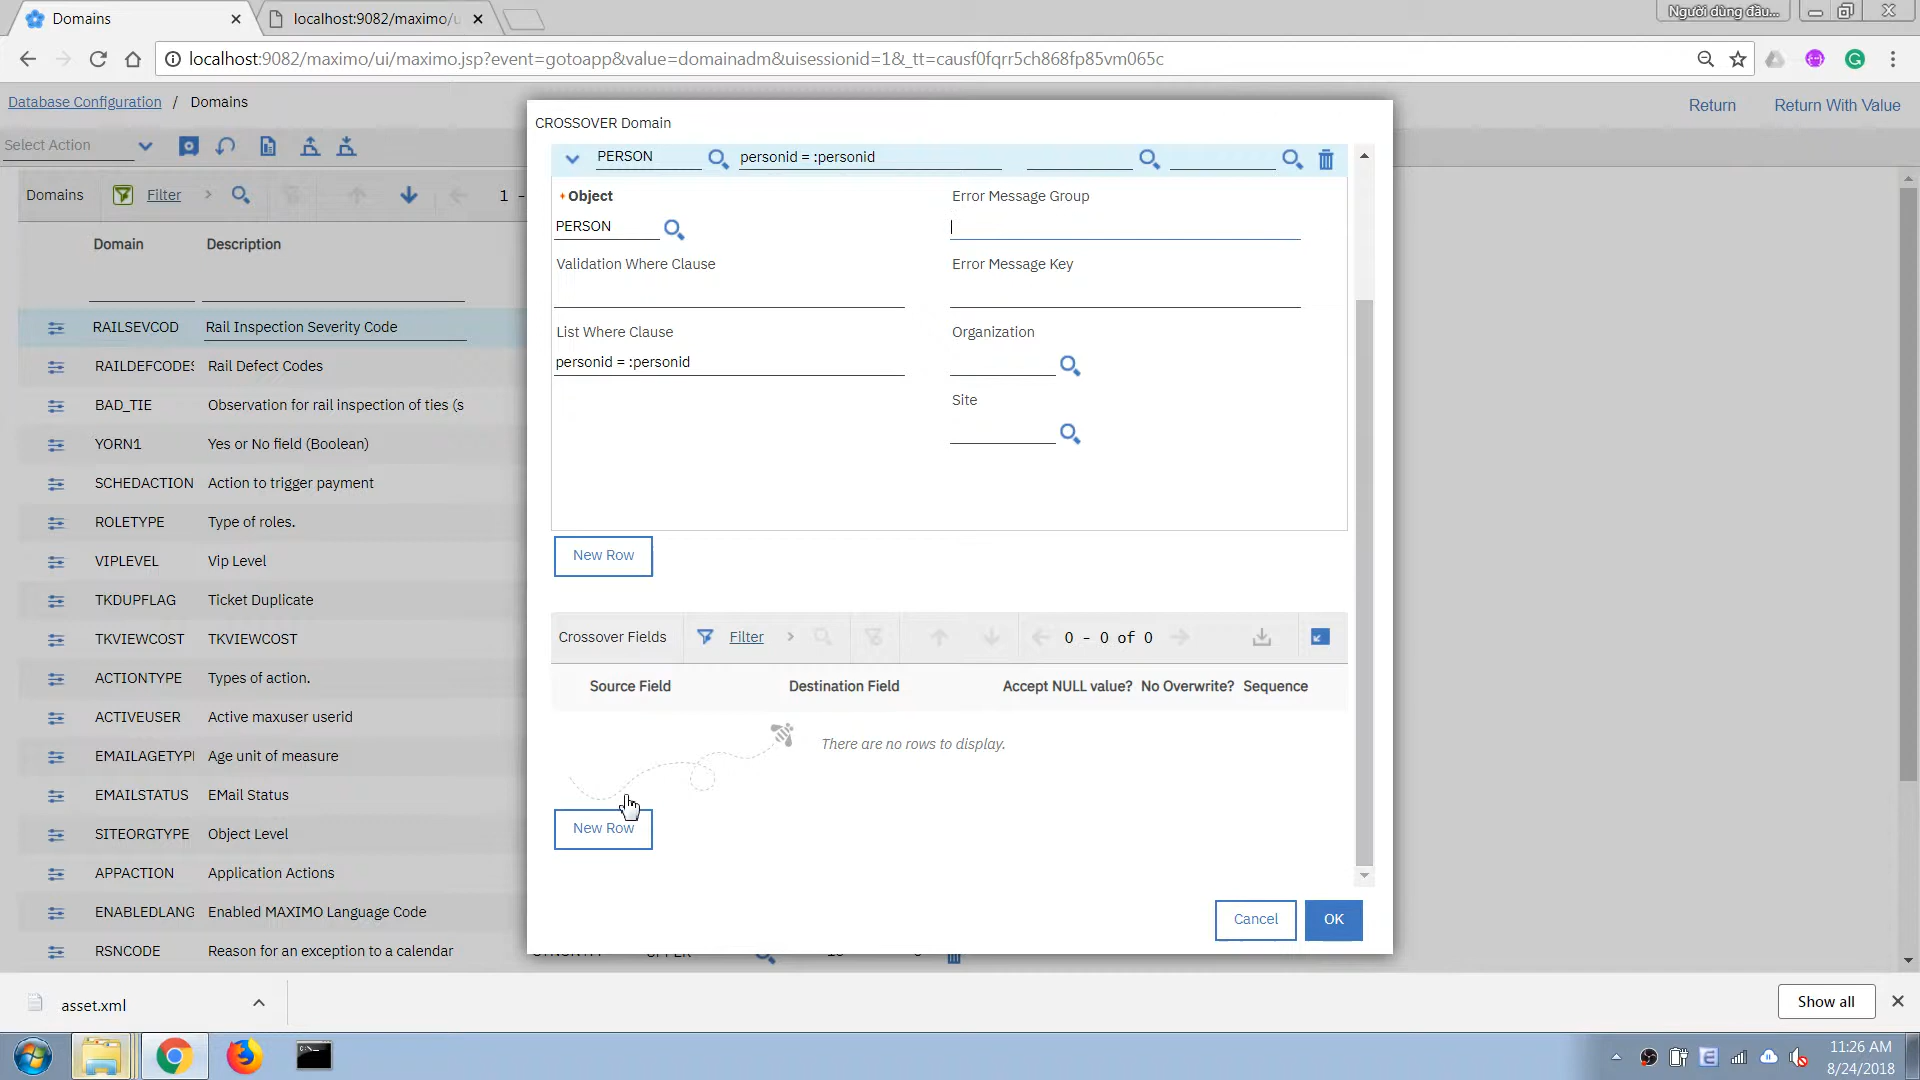 Domains
localhost:9082/maximo/u
Người dùng đầu...
localhost:9082/maximo/ui/maximo.jsp?event=gotoapp&value=domainadm&uisessionid=1&_tt=causf0fqrr5ch868fp85vm065c
Database Configuration / Domains
Return Return With Value
Select Action
Domains Filter 1 -
Domain Description
RAILSEVCOD Rail Inspection Severity Code
RAILDEFCODES Rail Defect Codes
BAD_TIE Observation for rail inspection of ties (s
YORN1 Yes or No field (Boolean)
SCHEDACTION Action to trigger payment
ROLETYPE Type of roles.
VIPLEVEL Vip Level
TKDUPFLAG Ticket Duplicate
TKVIEWCOST TKVIEWCOST
ACTIONTYPE Types of action.
ACTIVEUSER Active maxuser userid
EMAILAGETYP Age unit of measure
EMAILSTATUS EMail Status
SITEORGTYPE Object Level
APPACTION Application Actions
ENABLEDLANG Enabled MAXIMO Language Code
RSNCODE Reason for an exception to a calendar
CROSSOVER Domain
PERSON personid = :personid
Object Error Message Group
PERSON
Validation Where Clause Error Message Key
List Where Clause Organization
personid = :personid
Site
New Row
Crossover Fields Filter 0 - 0 of 0
Source Field Destination Field Accept NULL value? No Overwrite? Sequence
There are no rows to display.
New Row
Cancel OK
asset.xml
Show all
11:26 AM
8/24/2018